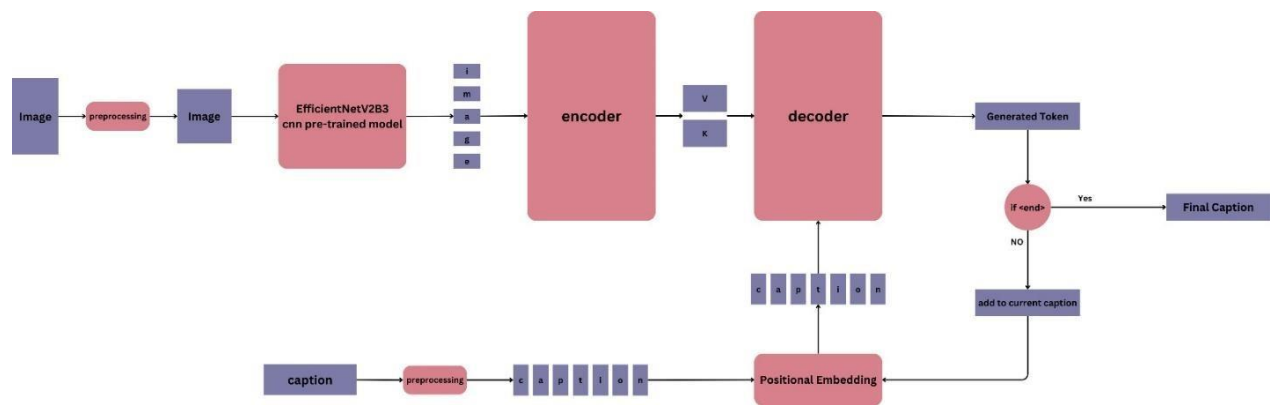 Image
preprocessing
Image
EfficientNetV2B3
cnn pre-trained model
i
m
a
g
e
encoder
V
K
decoder
Generated Token
if <end>
Yes
Final Caption
NO
add to current caption
c a p t i o n
caption
preprocessing
c a p t i o n
Positional Embedding